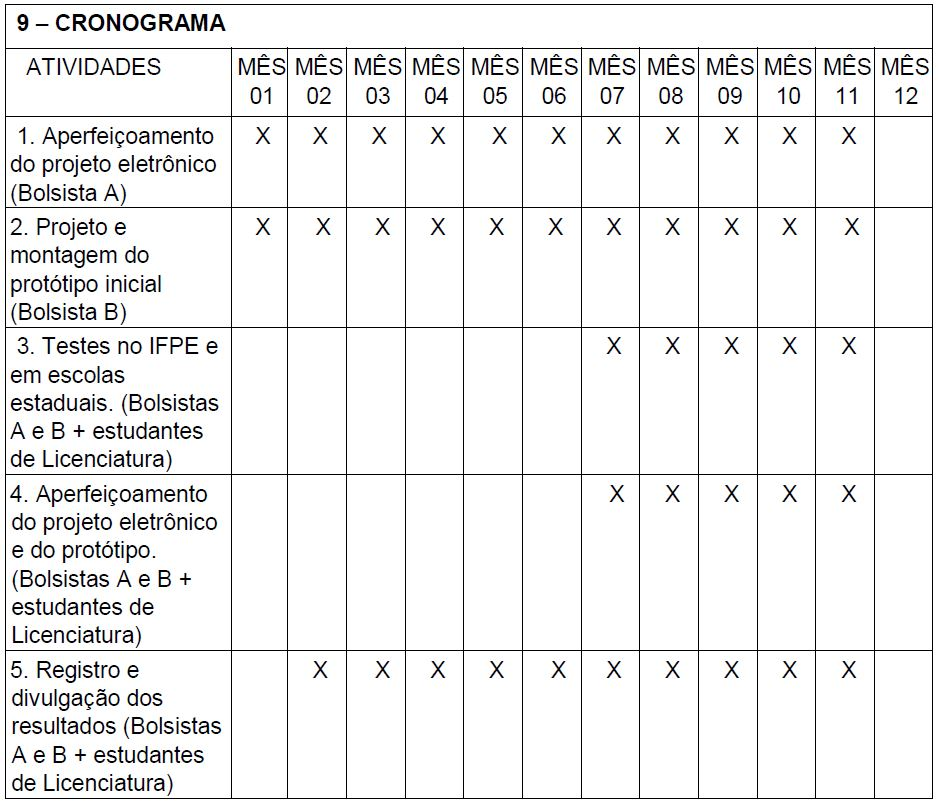 9 – CRONOGRAMA
ATIVIDADES MÊS 01 MÊS 02 MÊS 03 MÊS 04 MÊS 05 MÊS 06 MÊS 07 MÊS 08 MÊS 09 MÊS 10 MÊS 11 MÊS 12
1. Aperfeiçoamento X X X X X X X X X X X
do projeto eletrônico
(Bolsista A)
2. Projeto e X X X X X X X X X X X
montagem do
protótipo inicial
(Bolsista B)
3. Testes no IFPE e X X X X X
em escolas
estaduais. (Bolsistas
A e B + estudantes
de Licenciatura)
4. Aperfeiçoamento X X X X X
do projeto eletrônico
e do protótipo.
(Bolsistas A e B +
estudantes de
Licenciatura)
5. Registro e X X X X X X X X X X
divulgação dos
resultados (Bolsistas
A e B + estudantes
de Licenciatura)